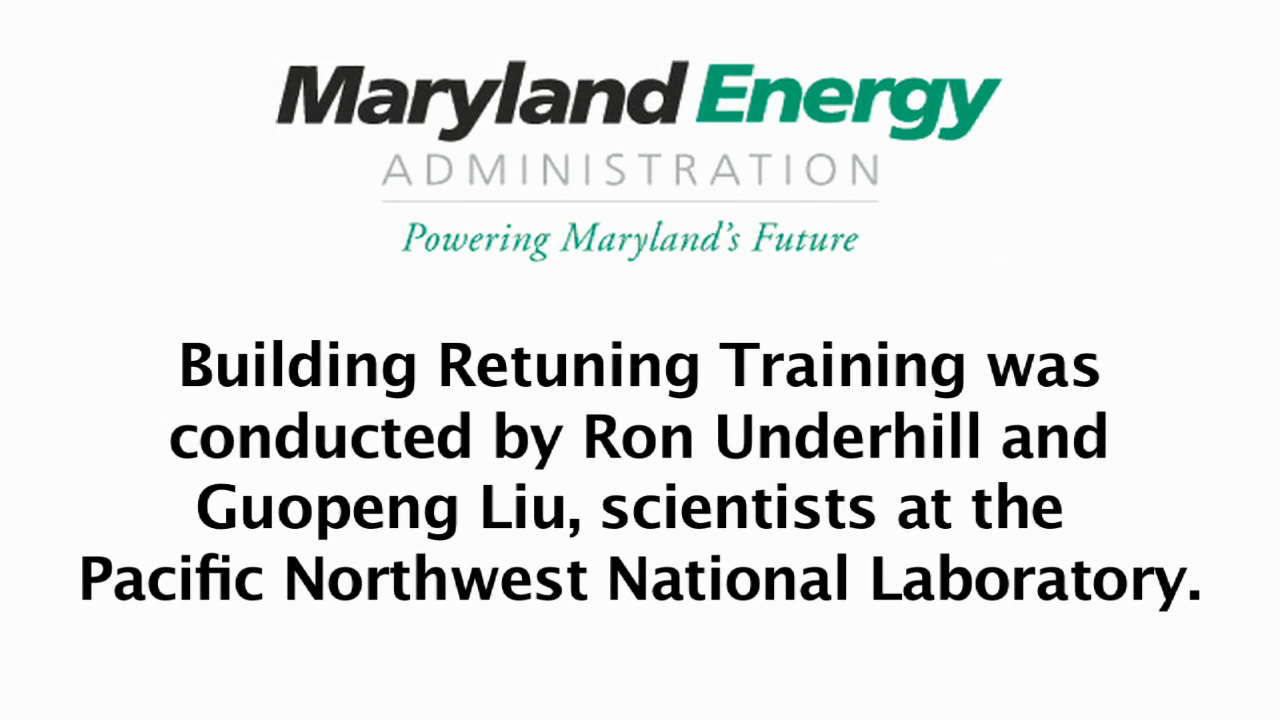 Maryland Energy
ADMINISTRATION
Powering Maryland's Future
Building Retuning Training was
conducted by Ron Underhill and
Guopeng Liu, scientists at the
Pacific Northwest National Laboratory.